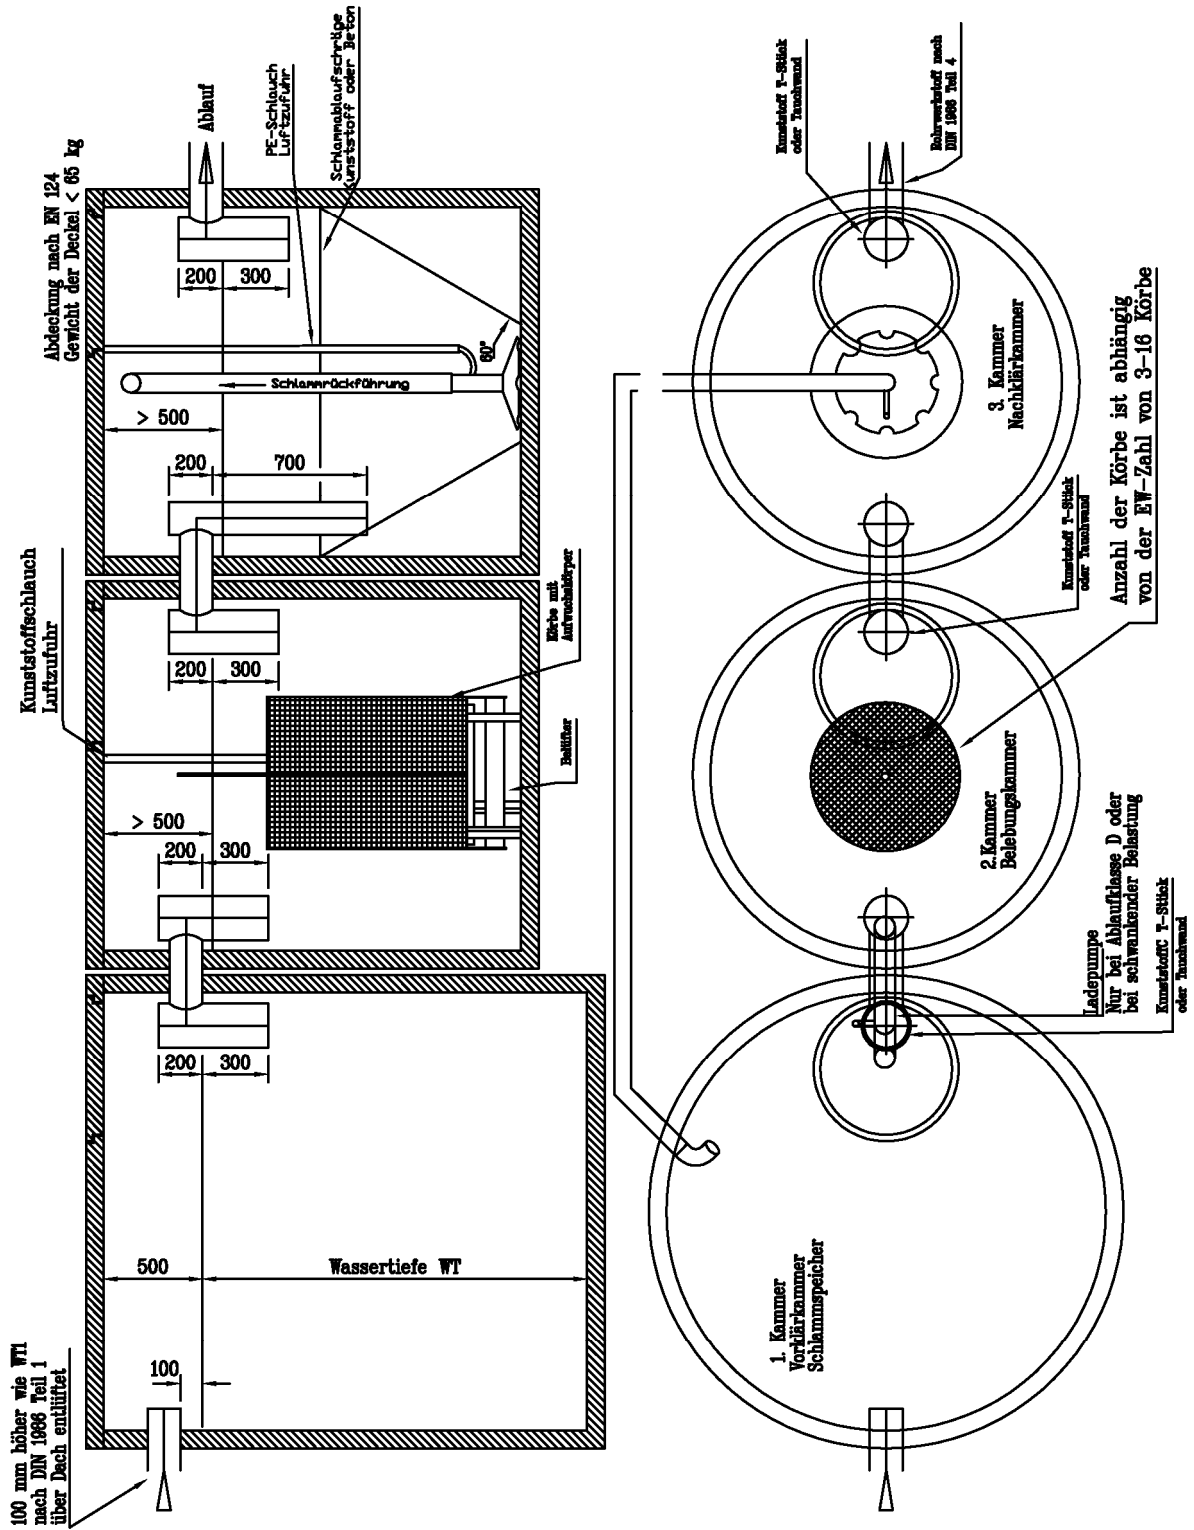 100 mm höher wie WT1
nach DIN 1986 Teil 1
über Dach entlüftet
100
500
Wassertiefe WT
200
300
200
300
> 500
Kunststoffschlauch
Luftzufuhr
200
300
Körbe mit
Aufwuchskörper
Belüfter
200
700
> 500
Schlammrückführung
60°
200
300
Abdeckung nach EN 124
Gewicht der Deckel < 65 kg
Ablauf
PE-Schlauch
Luftzufuhr
Schlammablaufschräge
Kunststoff oder Beton
1. Kammer
Vorklärkammer
Schlammspeicher
Ladepumpe
Nur bei Ablaufklasse D oder
bei schwankender Belastung
KunststofC T-Stück
oder Tauchwand
2.Kammer
Belebungskammer
Kunststoff T-Stück
oder Tauchwand
Anzahl der Körbe ist abhängig
von der EW-Zahl von 3-16 Körbe
3. Kammer
Nachklärkammer
Kunststoff T-Stück
oder Tauchwand
Rohrwerkstoff nach
DIN 1986 Teil 4